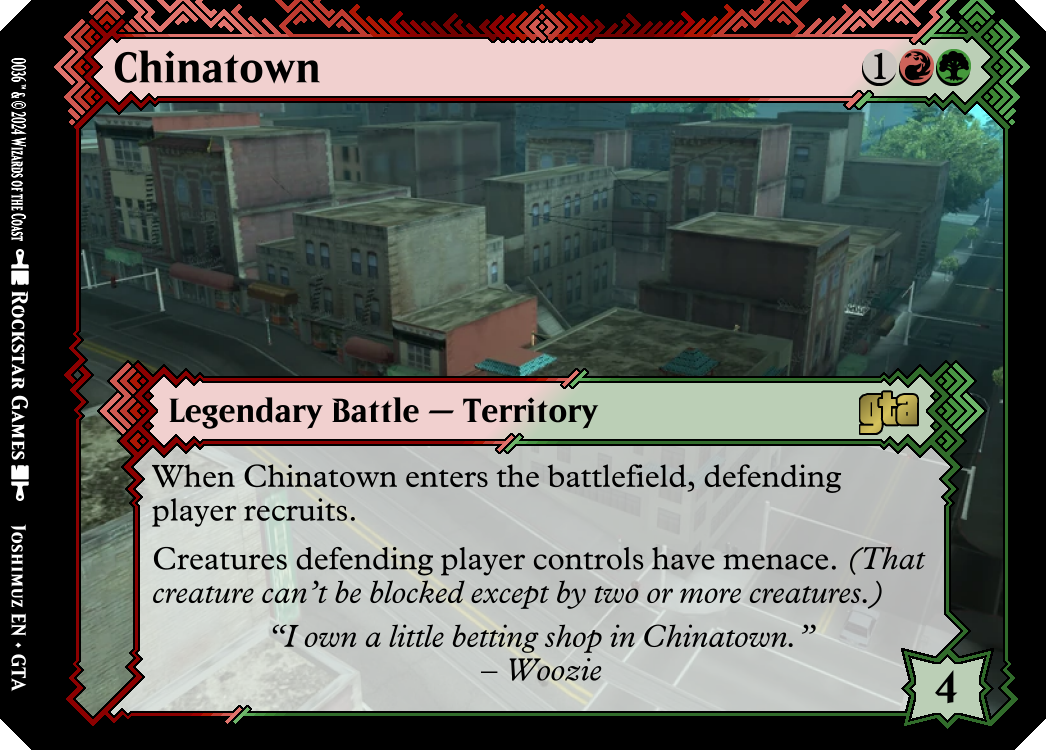 Chinatown
1
Legendary Battle — Territory
gta
When Chinatown enters the battlefield, defending
player recruits.
Creatures defending player controls have menace. (That
creature can’t be blocked except by two or more creatures.)
“I own a little betting shop in Chinatown.”
– Woozie
4
0036 ™ & © 2024 Wizards of the Coast Rockstar Games Joshimuz EN • GTA